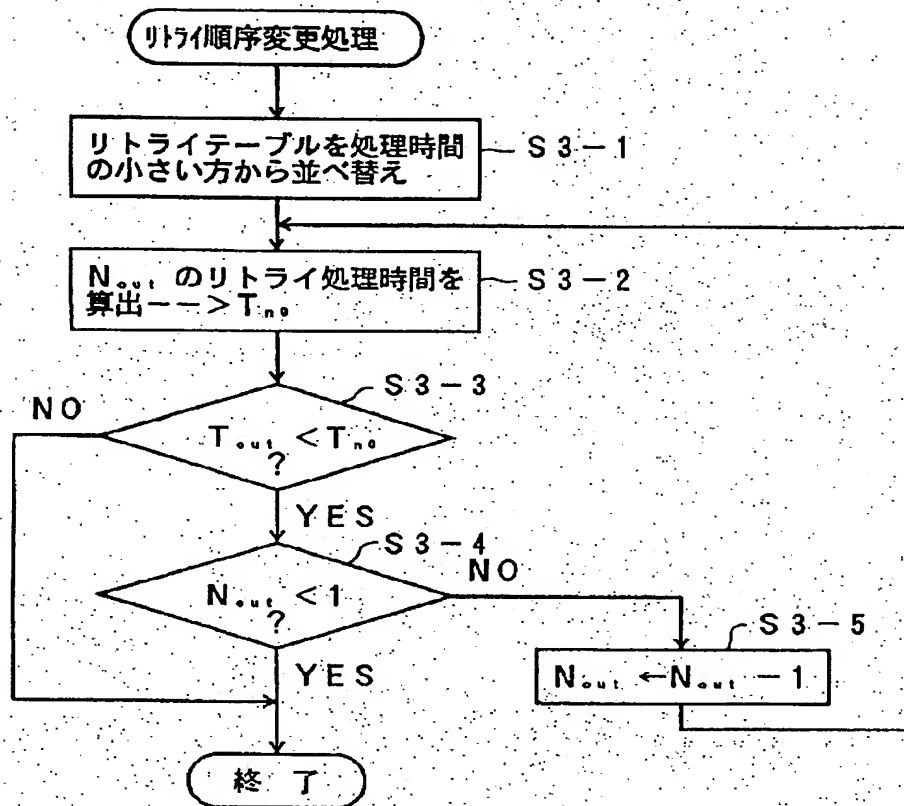 リトライ順序変更処理
リトライテーブルを処理時間
の小さい方から並べ替え
S3-1
Nout のリトライ処理時間を
算出-->Tno
S3-2
S3-3
NO
Tout <Tno
?
YES
S3-4
NO
Nout <1
?
S3-5
YES
Nout ←Nout -1
終 了